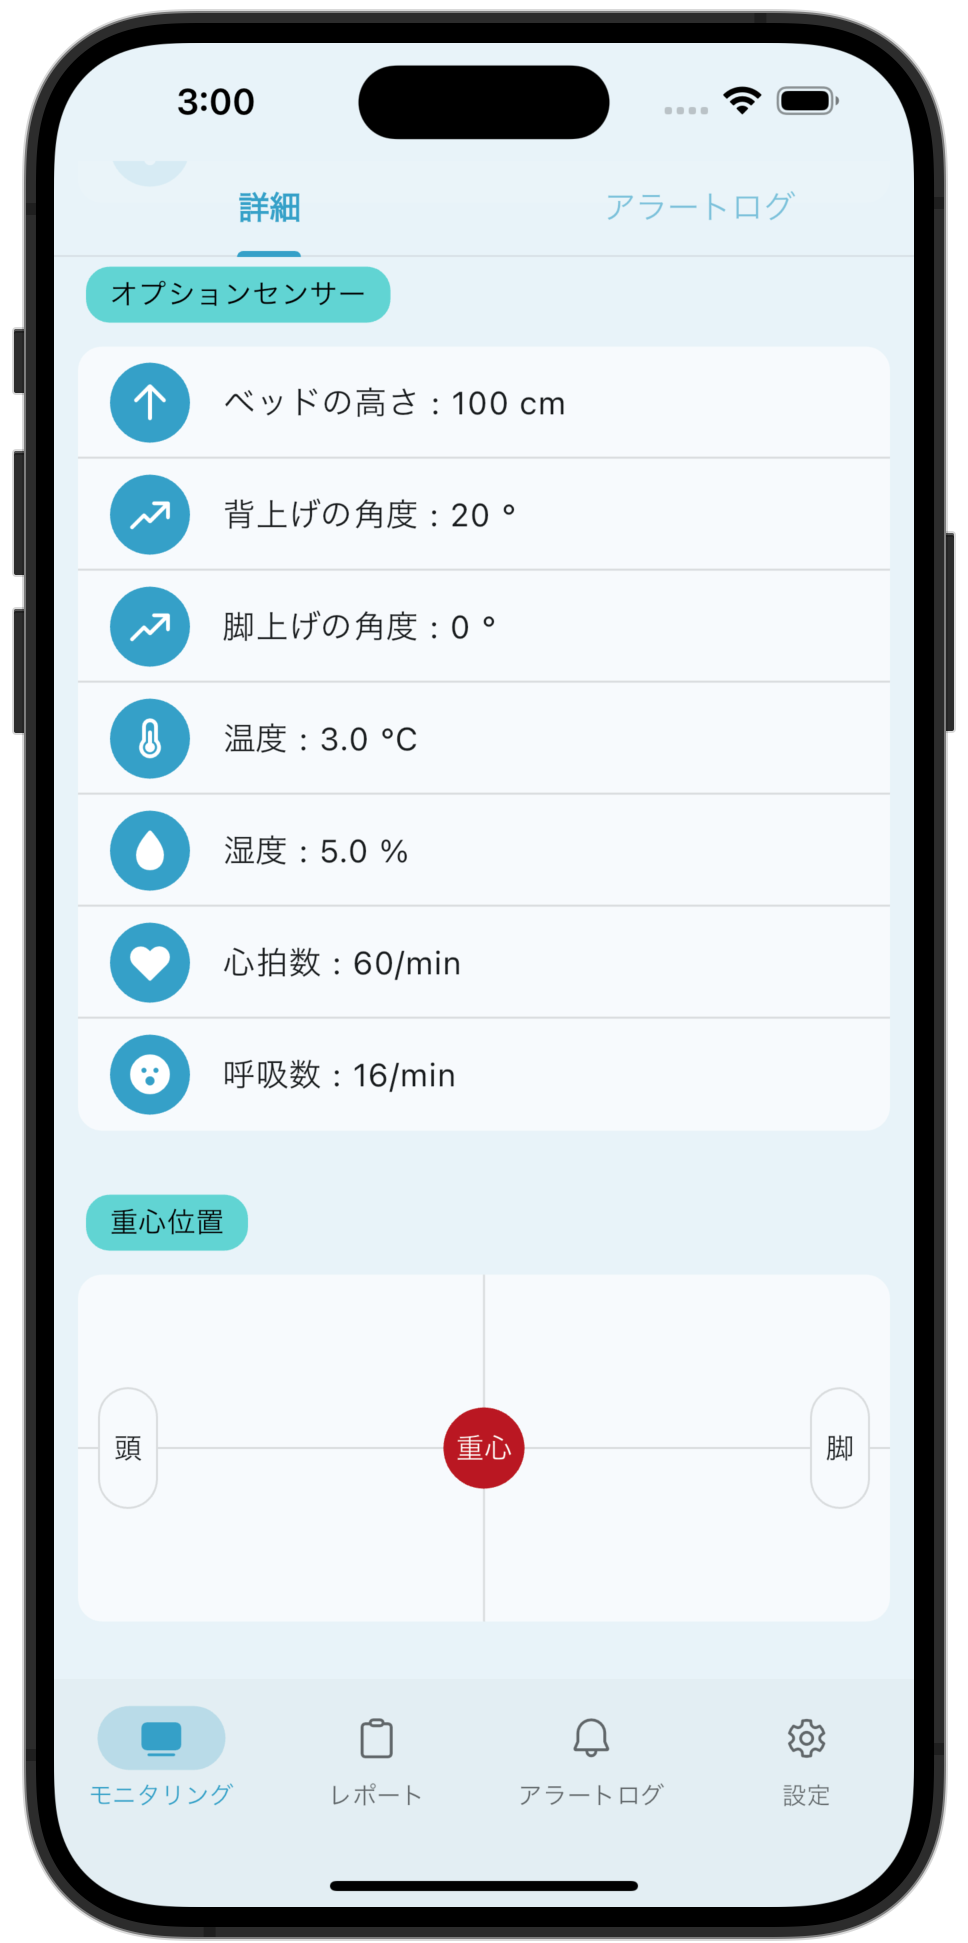 3:00
詳細
アラートログ
オプションセンサー
ベッドの高さ : 100 cm
背上げの角度 : 20 °
脚上げの角度 : 0 °
温度 : 3.0 °C
湿度 : 5.0 %
心拍数 : 60/min
呼吸数 : 16/min
重心位置
頭
重心
脚
モニタリング
レポート
アラートログ
設定